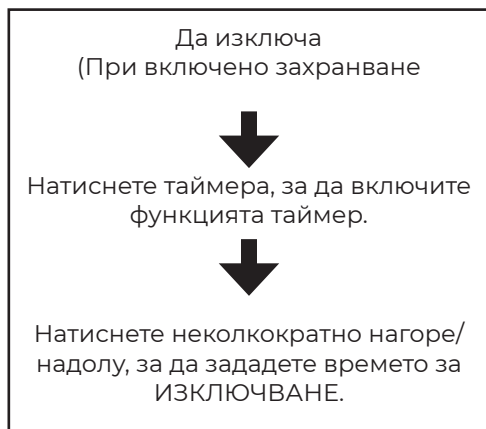 Да изключа
(При включено захранване
Натиснете таймера, за да включите
функцията таймер.
Натиснете неколкократно нагоре/
надолу, за да зададете времето за
ИЗКЛЮЧВАНЕ.